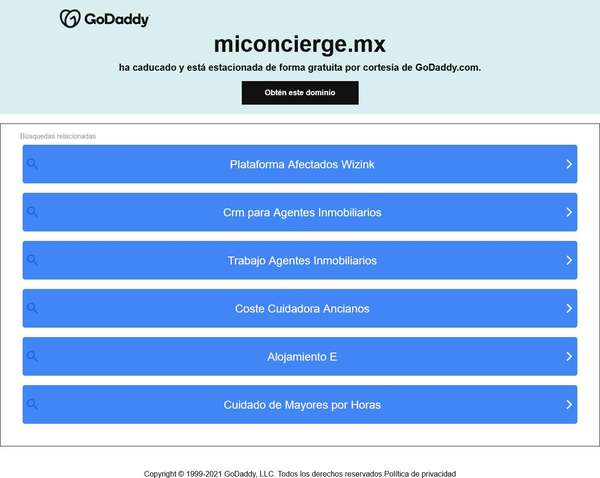 GoDaddy
miconcierge.mx
ha caducado y está estacionada de forma gratuita por cortesía de GoDaddy.com.
Obtén este dominio
Búsquedas relacionadas
Plataforma Afectados Wizink
Crm para Agentes Inmobiliarios
Trabajo Agentes Inmobiliarios
Coste Cuidadora Ancianos
Alojamiento E
Cuidado de Mayores por Horas
Copyright © 1999-2021 GoDaddy, LLC. Todos los derechos reservados.Política de privacidad